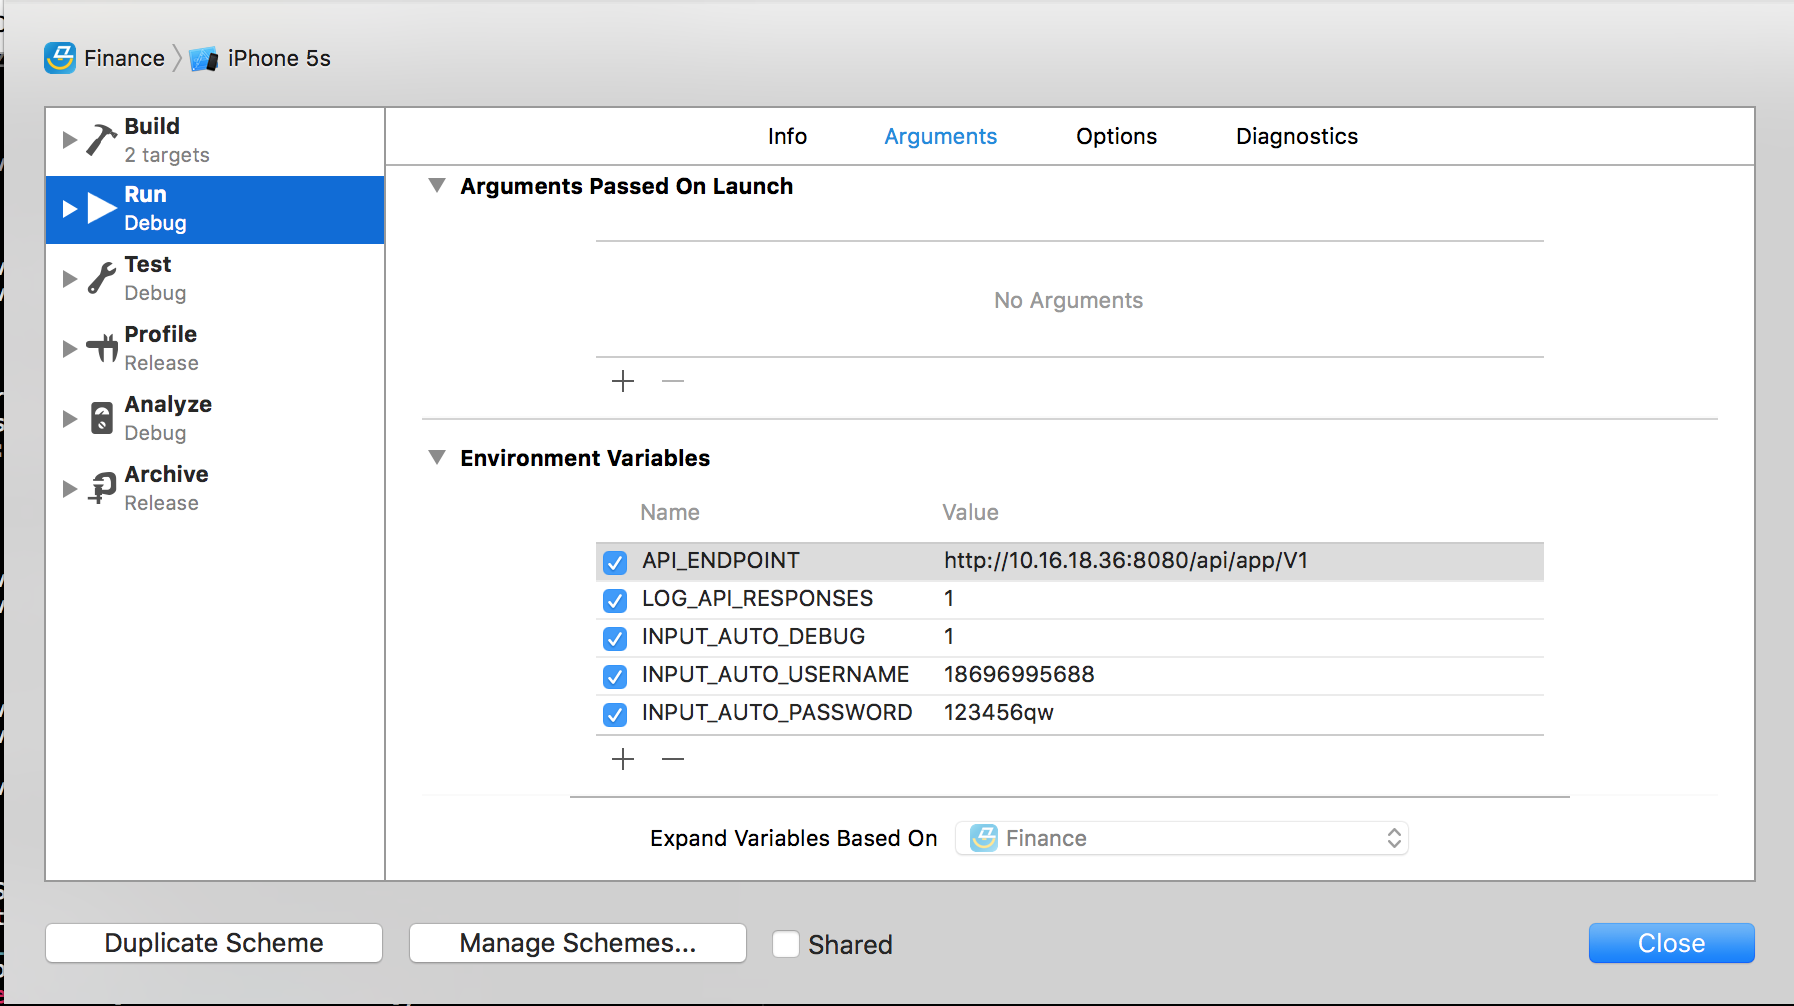 Finance
iPhone 5s
Build
2 targets
Run
Debug
Test
Debug
Profile
Release
Analyze
Debug
Archive
Release
Info Arguments Options Diagnostics
Arguments Passed On Launch
No Arguments
Environment Variables
Name Value
API_ENDPOINT http://10.16.18.36:8080/api/app/V1
LOG_API_RESPONSES 1
INPUT_AUTO_DEBUG 1
INPUT_AUTO_USERNAME 18696995688
INPUT_AUTO_PASSWORD 123456qw
Expand Variables Based On Finance
Duplicate Scheme Manage Schemes... Shared Close